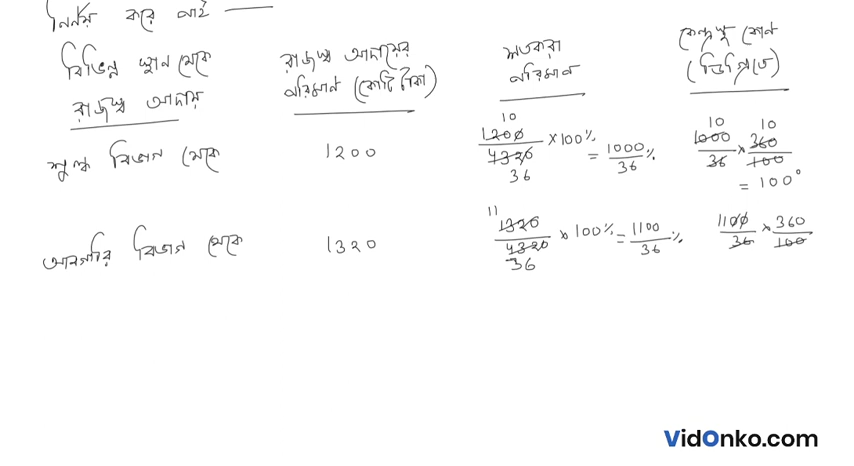 নির্ণয় করে পাই
বিভিন্ন স্থান থেকে রাজস্ব আদায়
রাজস্ব আদায়ের পরিমাণ (কোটি টাকা)
শতকরা পরিমাণ
কেন্দ্রস্থ কোণ (ডিগ্রিতে)
শুল্ক বিভাগ থেকে 1200 1200/4320 × 100% = 1000/36 % 1000/36 × 360/100
10 36 10 10
= 100°
আবগারি বিভাগ থেকে 1320 1320/4320 × 100% = 1100/36 % 1100/36 × 360/100
11 36
VidOnko.com